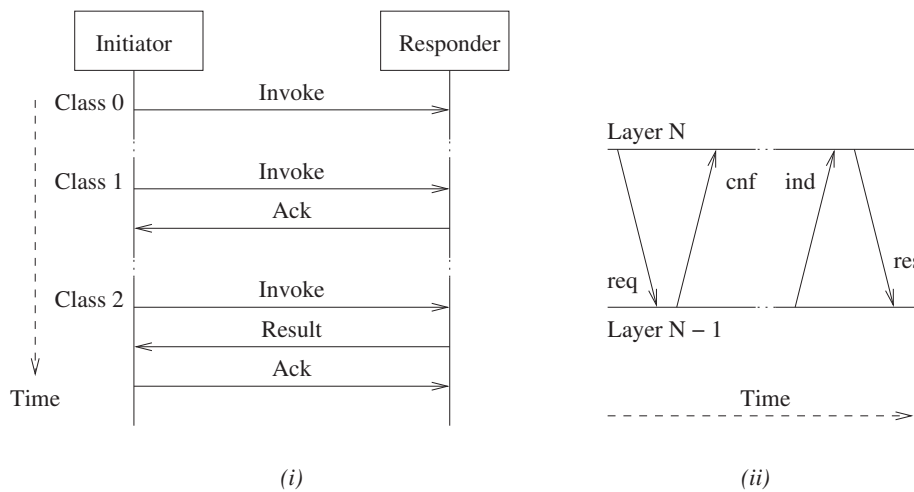 Initiator
Responder
Class 0
Invoke
Class 1
Invoke
Ack
Class 2
Invoke
Result
Ack
Time
(i)
Layer N
cnf
ind
req
res
Layer N − 1
Time
(ii)